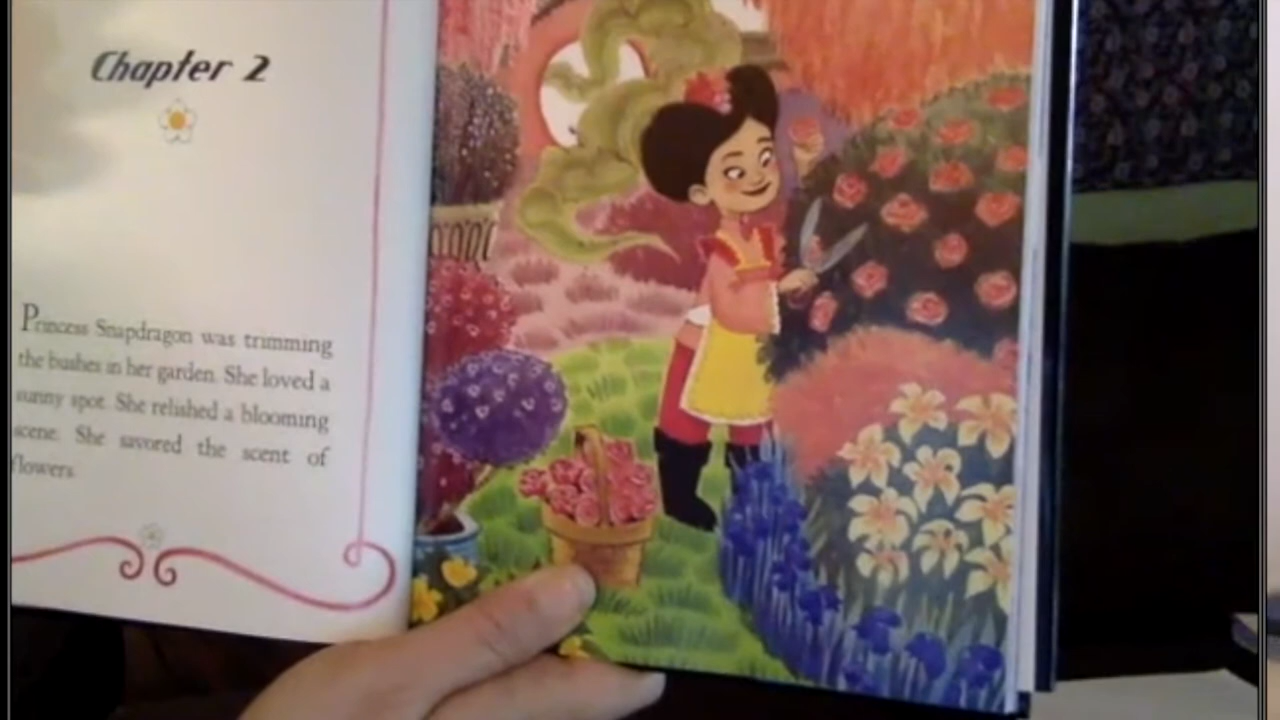 Chapter 2
Princess Snapdragon was trimming
the bushes in her garden. She loved a
sunny spot. She relished a blooming
scene. She savored the scent of
flowers.